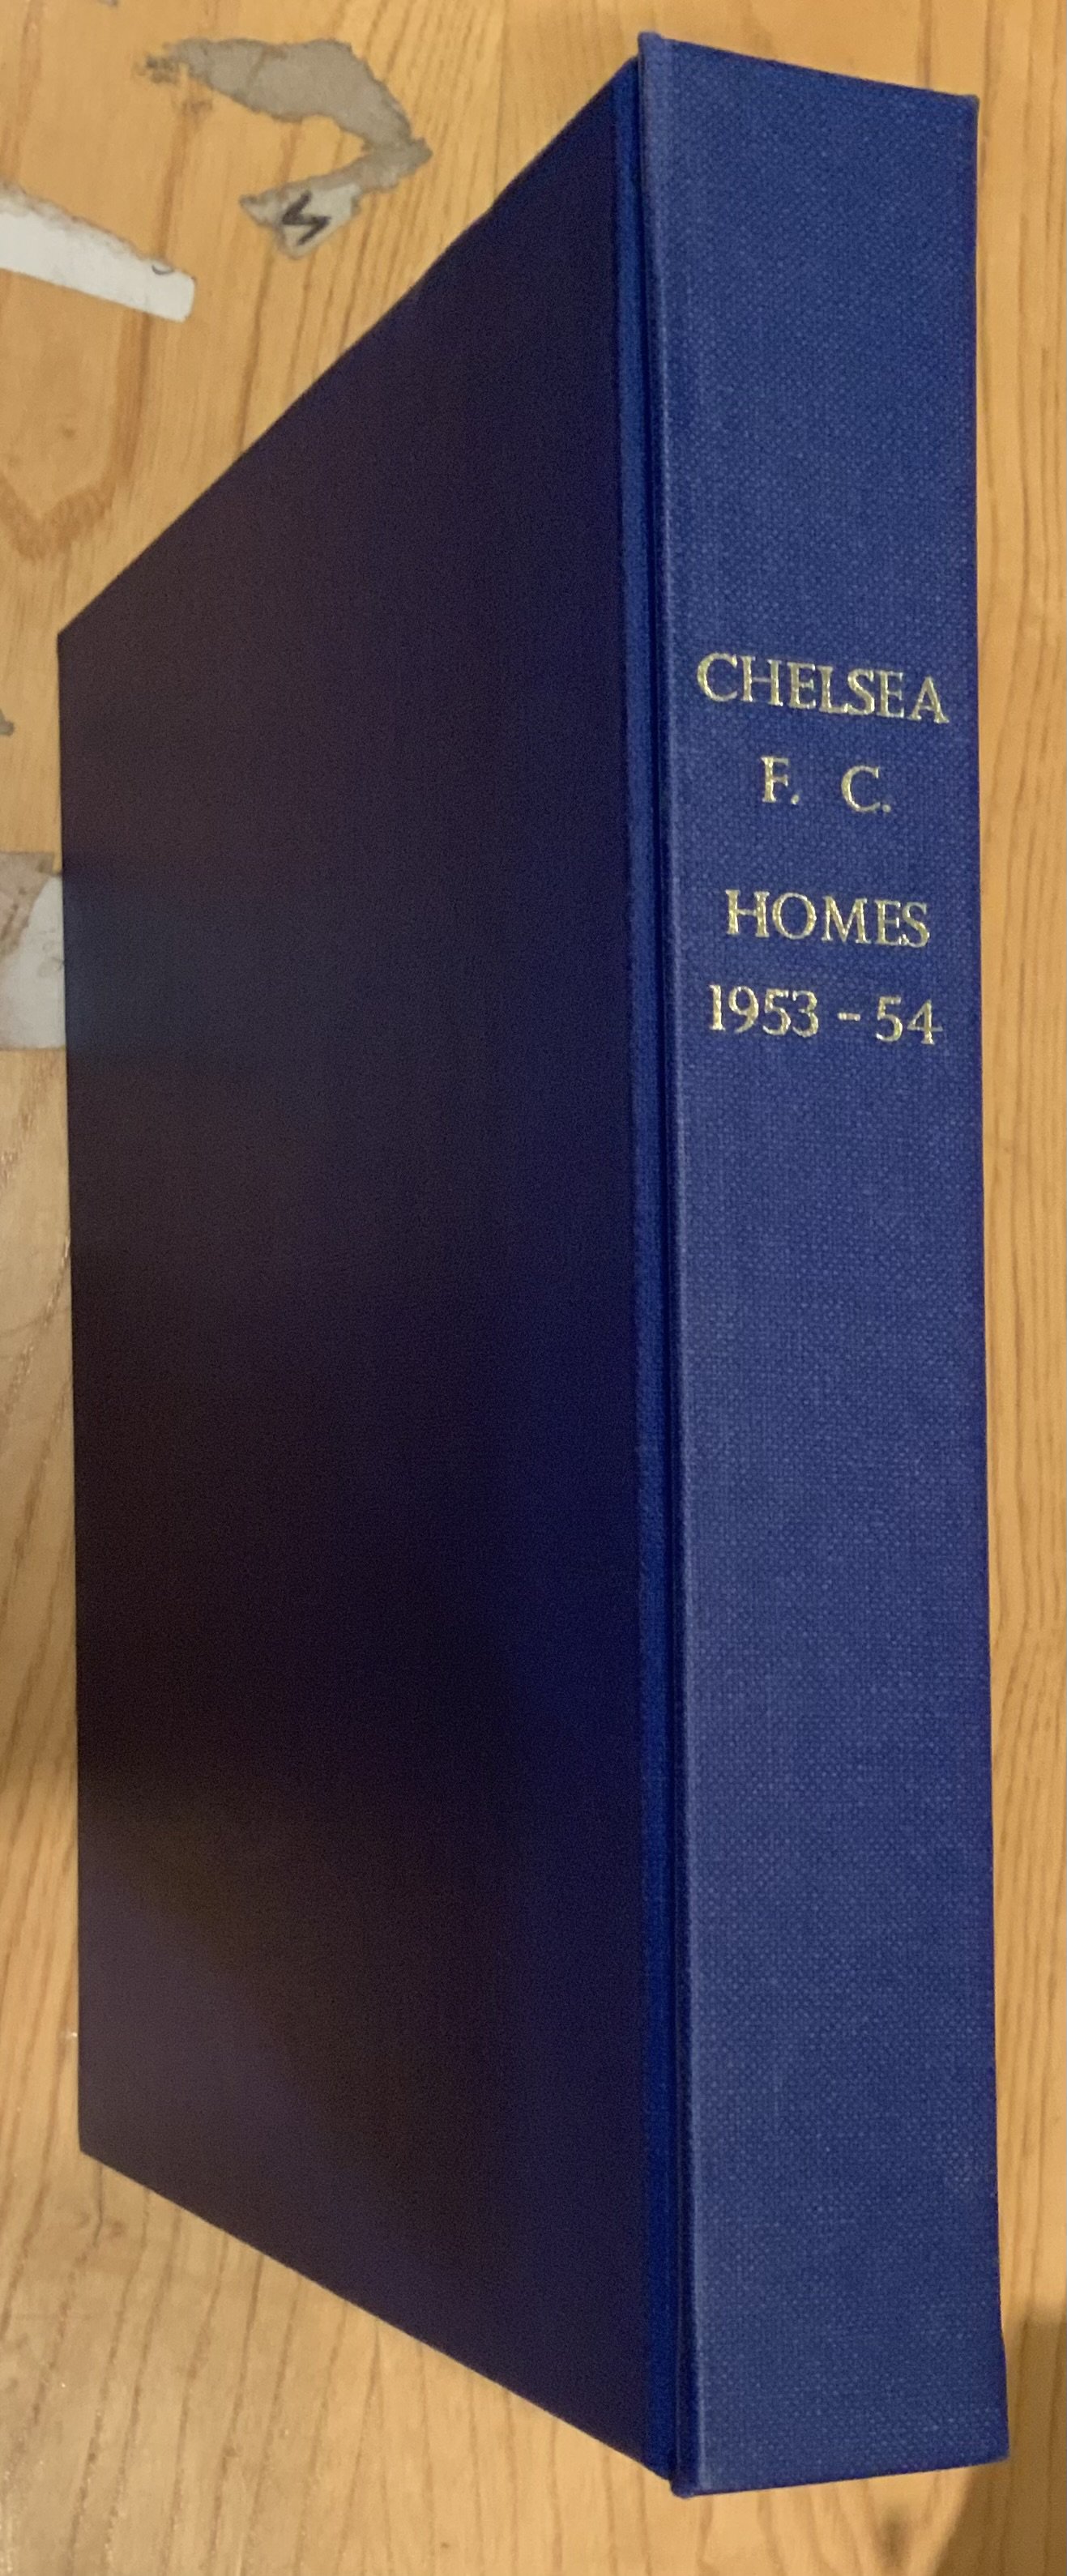 CHELSEA
F. C.
HOMES
1953 - 54